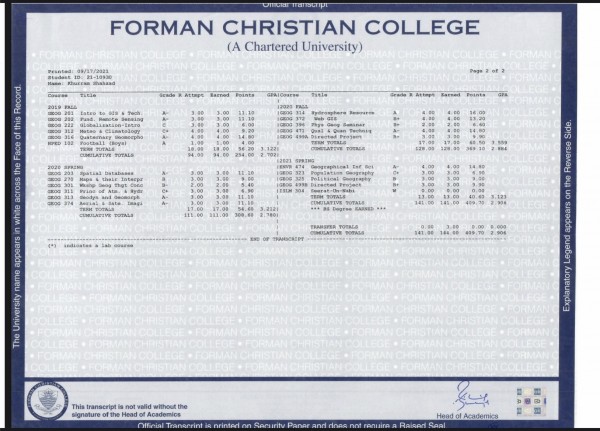 Official Transcript
FORMAN CHRISTIAN COLLEGE
(A Chartered University)
Printed: 09/17/2021
Student ID: 21-10930
Name: Khurram Shahzad
Page 2 of 2
Course Title Grade R Attmpt Earned Points GPA
2019 FALL
GEOG 201 Intro to GIS & Tech A- 3.00 3.00 11.10
GEOG 202 Fund. Remote Sensing A- 3.00 3.00 11.10
GEOG 222 Globalization-Intro C 3.00 3.00 6.00
GEOG 312 Meteo & Climatology C+ 4.00 4.00 9.20
GEOG 316 Quaternary Geomorpho A- 4.00 4.00 14.80
HPED 102 Football (Boys) A 1.00 1.00 4.00
TERM TOTALS 18.00 18.00 56.20 3.122
CUMULATIVE TOTALS 94.00 94.00 254.00 2.702
2020 SPRING
GEOG 203 Spatial Databases A- 3.00 3.00 11.10
GEOG 270 Maps & their Interp B 3.00 3.00 9.00
GEOG 301 Wkshp Geog Thgt Conc B- 2.00 2.00 5.40
GEOG 311 Princ of Atm. & Hydr C+ 3.00 3.00 6.90
GEOG 313 Geodyn and Geomorph A- 3.00 3.00 11.10
GEOG 374 Aerial & Sate. Imagi A- 3.00 3.00 11.10
TERM TOTALS 17.00 17.00 54.60 3.212
CUMULATIVE TOTALS 111.00 111.00 308.60 2.780
Course Title Grade R Attmpt Earned Points GPA
2020 FALL
GEOG 314 Hydrosphere Resource A 4.00 4.00 16.00
GEOG 372 Web GIS B+ 4.00 4.00 13.20
GEOG 396 Phys Geog Seminar B+ 2.00 2.00 6.60
GEOG 471 Qual & Quan Techniq A- 4.00 4.00 14.80
GEOG Directed Project B+ 3.00 3.00 9.90
TERM TOTALS 17.00 17.00 60.50 3.559
CUMULATIVE TOTALS 128.00 128.00 369.10 2.884
2021 SPRING
ENVR 474 Geographical Inf Sci A- 4.00 4.00 14.80
GEOG 323 Population Geography C+ 3.00 3.00 6.90
GEOG 325 Political Geography B 3.00 3.00 9.00
GEOG Directed Project B+ 3.00 3.00 9.90
ISLM 304 Seerat-Un-Nabi W 0.00 0.00 0.00
TERM TOTALS 13.00 13.00 40.60 3.123
CUMULATIVE TOTALS 141.00 141.00 409.70 2.906
*** BS Degree EARNED ***
TRANSFER TOTALS 0.00 3.00 0.00 0.000
CUMULATIVE TOTALS 141.00 144.00 409.70 2.906
END OF TRANSCRIPT
(*) indicates a lab course
The University name appears in white across the Face of this Record.
Explanatory Legend appears on the Reverse Side.
This transcript is not valid without the
signature of the Head of Academics
Head of Academics
Official Transcript is printed on Security Paper and does not require a Raised Seal